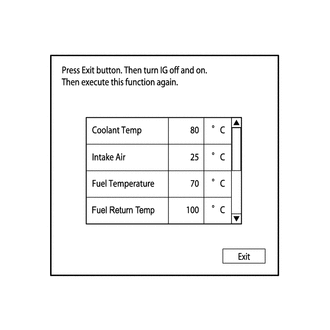 Press Exit button. Then turn IG off and on.
Then execute this function again.
Coolant Temp 80 ° C
Intake Air 25 ° C
Fuel Temperature 70 ° C
Fuel Return Temp 100 ° C
Exit